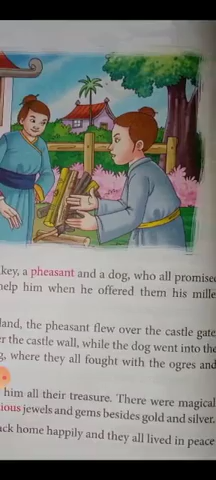 key, a pheasant and a dog, who all promised
help him when he offered them his mille
land, the pheasant flew over the castle gate
er the castle wall, while the dog went into the
g, where they all fought with the ogres and
him all their treasure. There were magical
ious jewels and gems besides gold and silver.
ck home happily and they all lived in peace